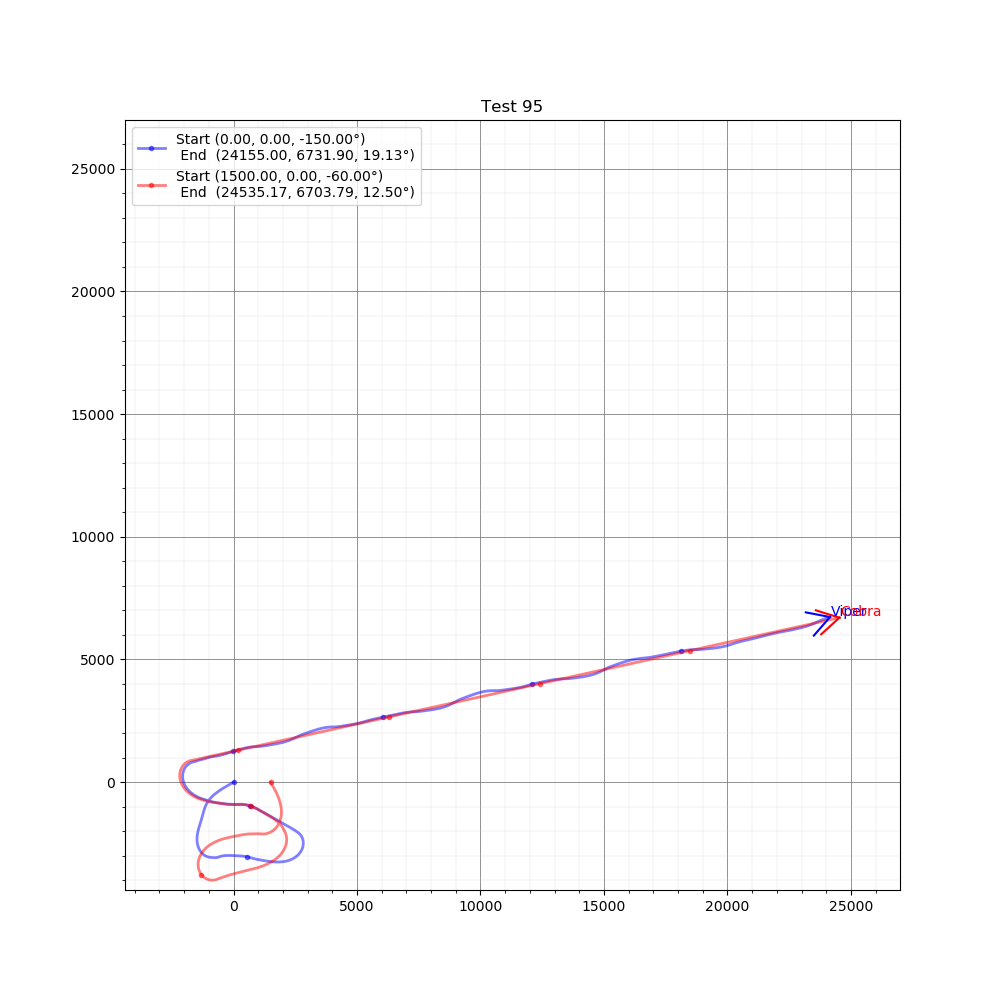 Test 95
Start (0.00, 0.00, -150.00°)
End  (24155.00, 6731.90, 19.13°)
Start (1500.00, 0.00, -60.00°)
End  (24535.17, 6703.79, 12.50°)
25000
20000
15000
10000
5000
0
Viper
Cobra
0
5000
10000
15000
20000
25000